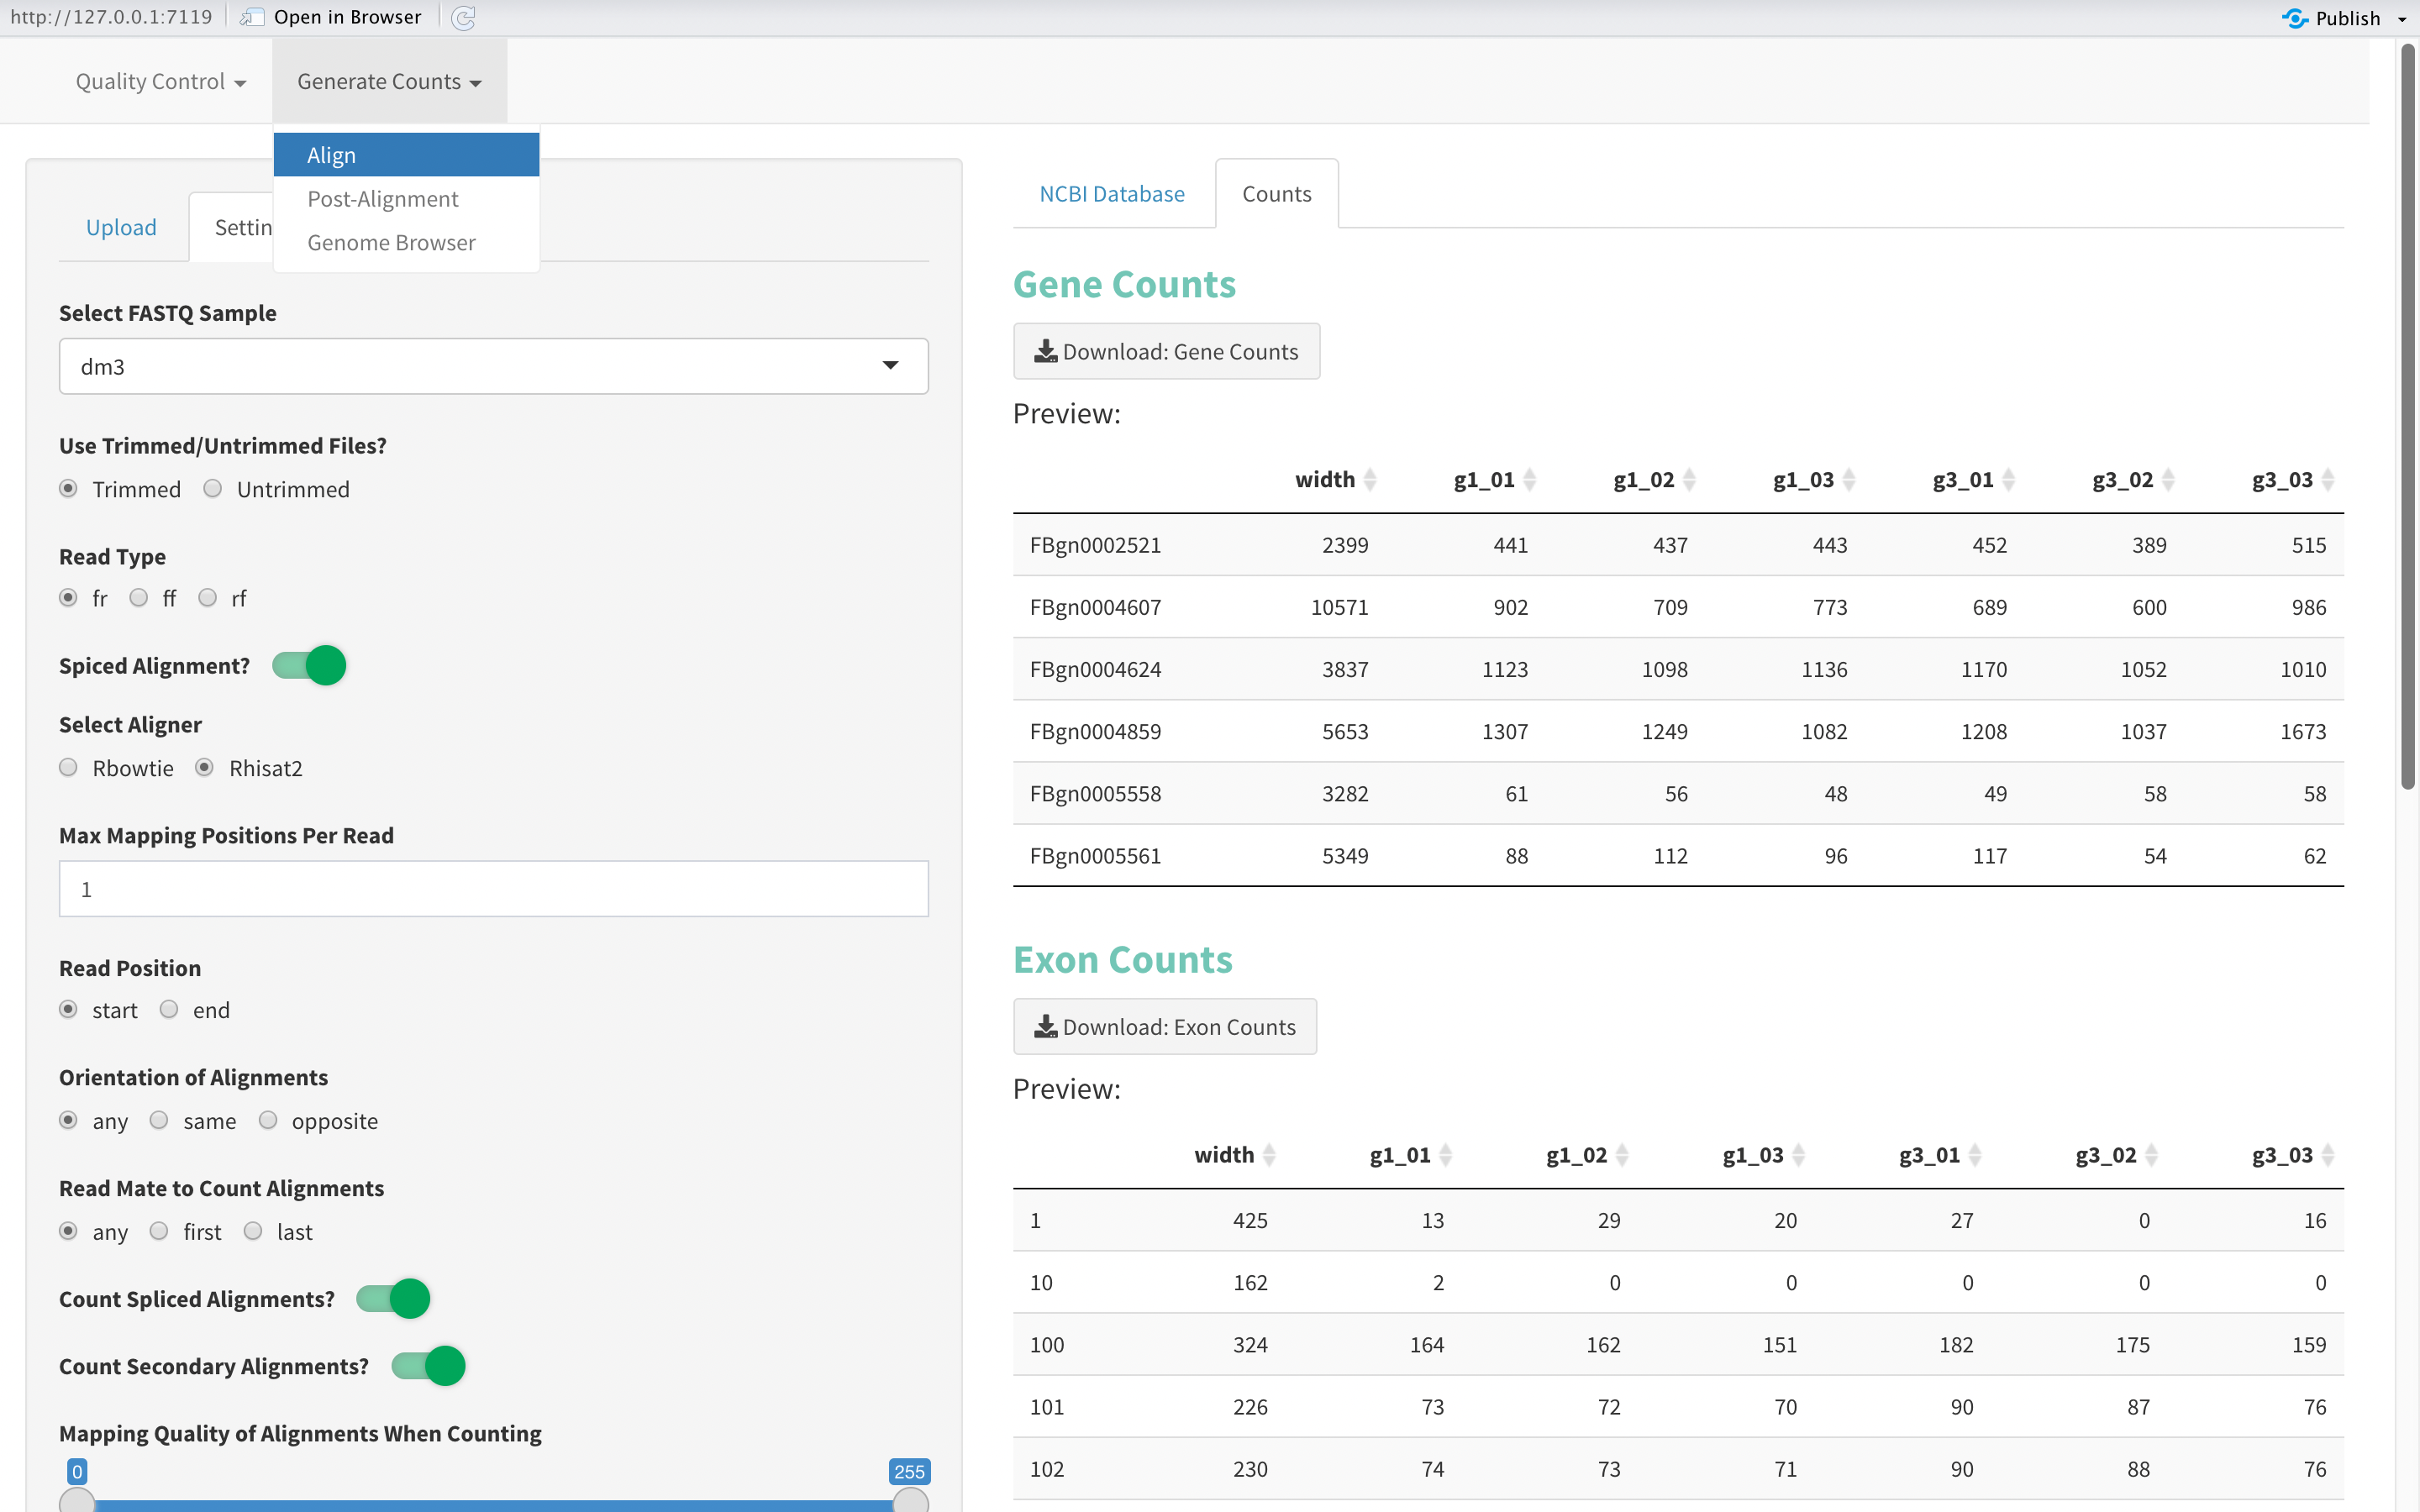 http://127.0.0.1:7119 Open in Browser Publish
Quality Control Generate Counts
Align
Post-Alignment
Genome Browser
Upload Settin
Select FASTQ Sample
dm3
Use Trimmed/Untrimmed Files?
Trimmed Untrimmed
Read Type
fr ff rf
Spiced Alignment?
Select Aligner
Rbowtie Rhisat2
Max Mapping Positions Per Read
1
Read Position
start end
Orientation of Alignments
any same opposite
Read Mate to Count Alignments
any first last
Count Spliced Alignments?
Count Secondary Alignments?
Mapping Quality of Alignments When Counting
0 255
NCBI Database Counts
Gene Counts
Download: Gene Counts
Preview:
width g1_01 g1_02 g1_03 g3_01 g3_02 g3_03
FBgn0002521 2399 441 437 443 452 389 515
FBgn0004607 10571 902 709 773 689 600 986
FBgn0004624 3837 1123 1098 1136 1170 1052 1010
FBgn0004859 5653 1307 1249 1082 1208 1037 1673
FBgn0005558 3282 61 56 48 49 58 58
FBgn0005561 5349 88 112 96 117 54 62
Exon Counts
Download: Exon Counts
Preview:
width g1_01 g1_02 g1_03 g3_01 g3_02 g3_03
1 425 13 29 20 27 0 16
10 162 2 0 0 0 0 0
100 324 164 162 151 182 175 159
101 226 73 72 70 90 87 76
102 230 74 73 71 90 88 76